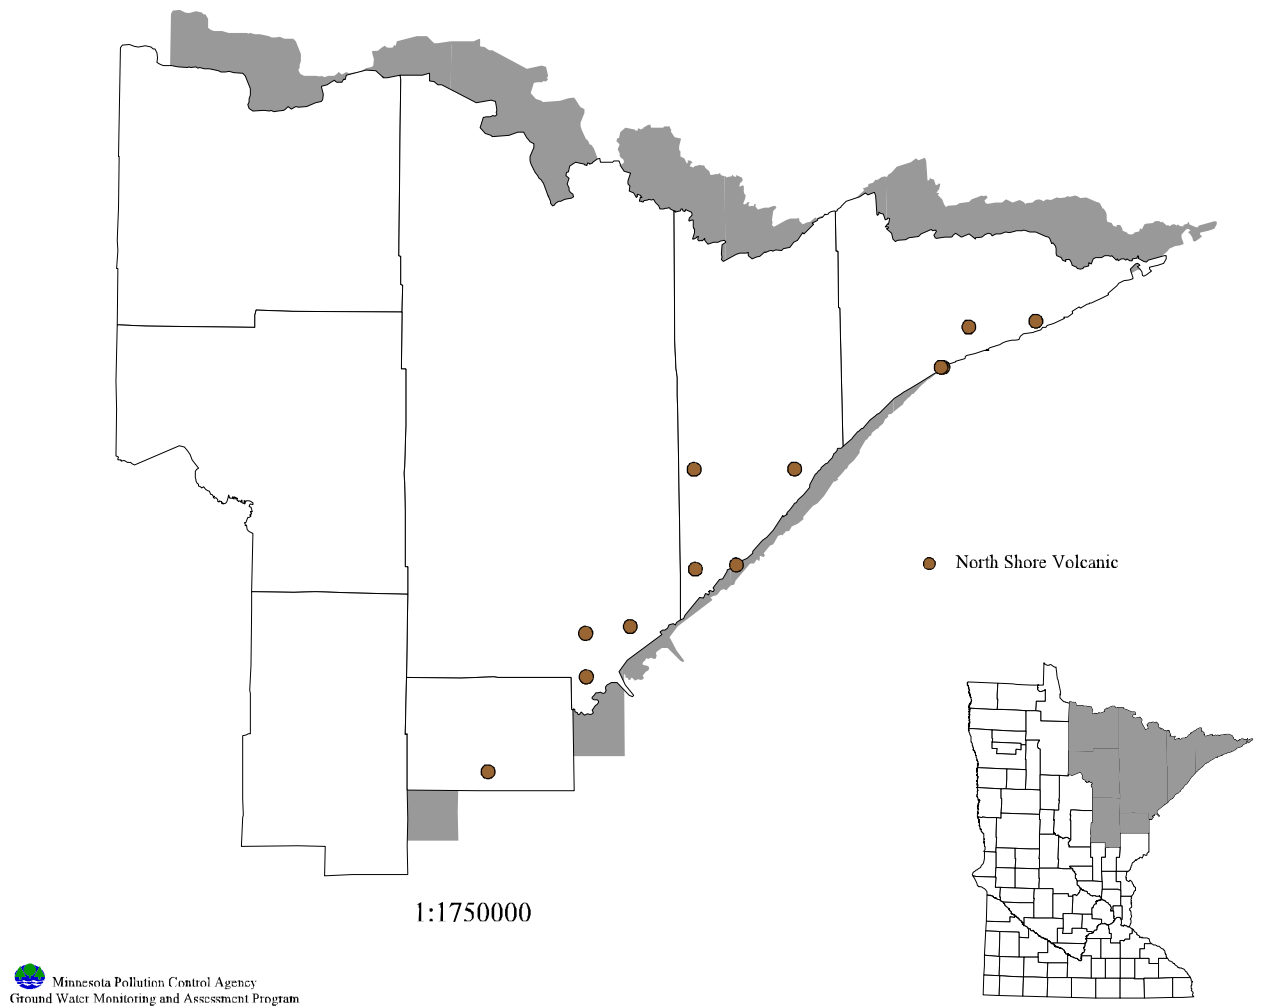 North Shore Volcanic
1:1750000
Minnesota Pollution Control Agency
Ground Water Monitoring and Assessment Program